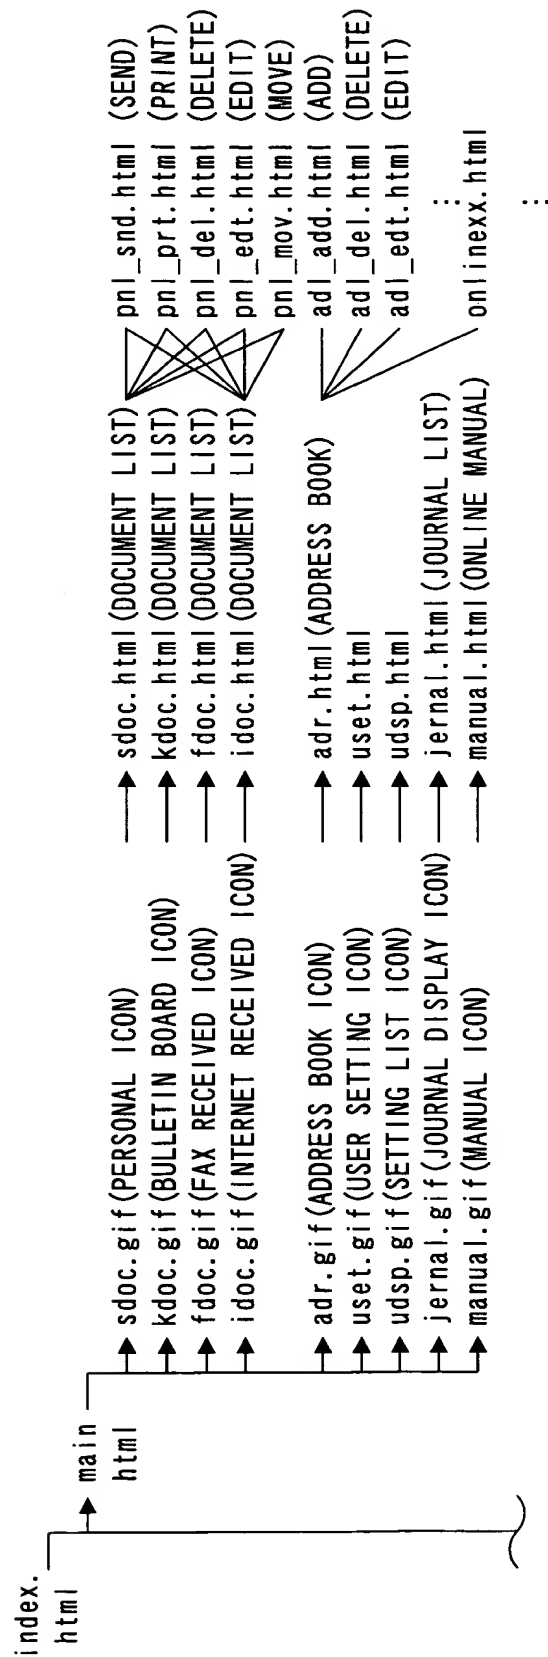 index.
html
main
html
sdoc.gif(PERSONAL ICON)
kdoc.gif(BULLETIN BOARD ICON)
fdoc.gif(FAX RECEIVED ICON)
idoc.gif(INTERNET RECEIVED ICON)
adr.gif(ADDRESS BOOK ICON)
uset.gif(USER SETTING ICON)
udsp.gif(SETTING LIST ICON)
jernal.gif(JOURNAL DISPLAY ICON)
manual.gif(MANUAL ICON)
sdoc.html(DOCUMENT LIST)
kdoc.html(DOCUMENT LIST)
fdoc.html(DOCUMENT LIST)
idoc.html(DOCUMENT LIST)
adr.html(ADDRESS BOOK)
uset.html
udsp.html
jernal.html(JOURNAL LIST)
manual.html(ONLINE MANUAL)
pnl_snd.html (SEND)
pnl_prt.html (PRINT)
pnl_del.html (DELETE)
pnl_edt.html (EDIT)
pnl_mov.html (MOVE)
adl_add.html (ADD)
adl_del.html (DELETE)
adl_edt.html (EDIT)
onlinexx.html